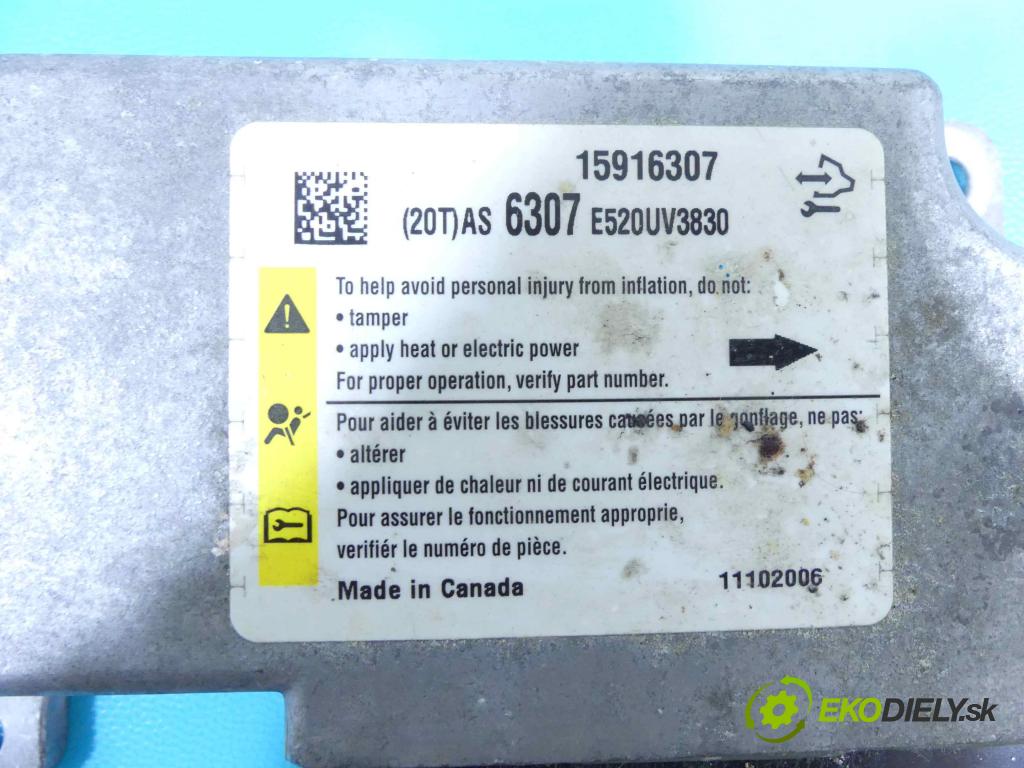 15916307
(20T)AS 6307 E520UV3830
To help avoid personal injury from inflation, do not:
• tamper
• apply heat or electric power
For proper operation, verify part number.
Pour aider à éviter les blessures causées par le gonflage, ne pas:
• altérer
• appliquer de chaleur ni de courant électrique.
Pour assurer le fonctionnement approprie,
verifiér le numéro de pièce.
Made in Canada
11102006
EKODIELY.sk